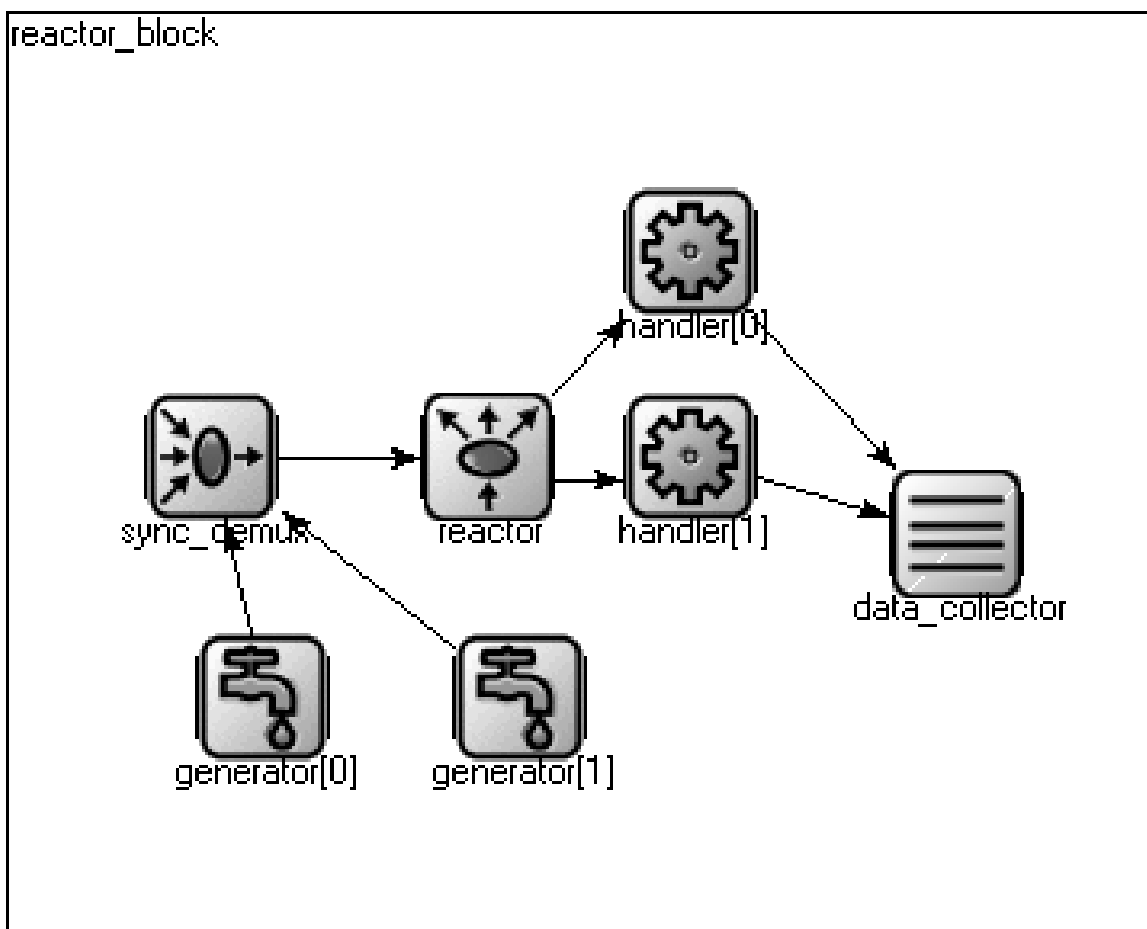 reactor_block
handler[0]
sync_demux
reactor
handler[1]
data_collector
generator[0]
generator[1]